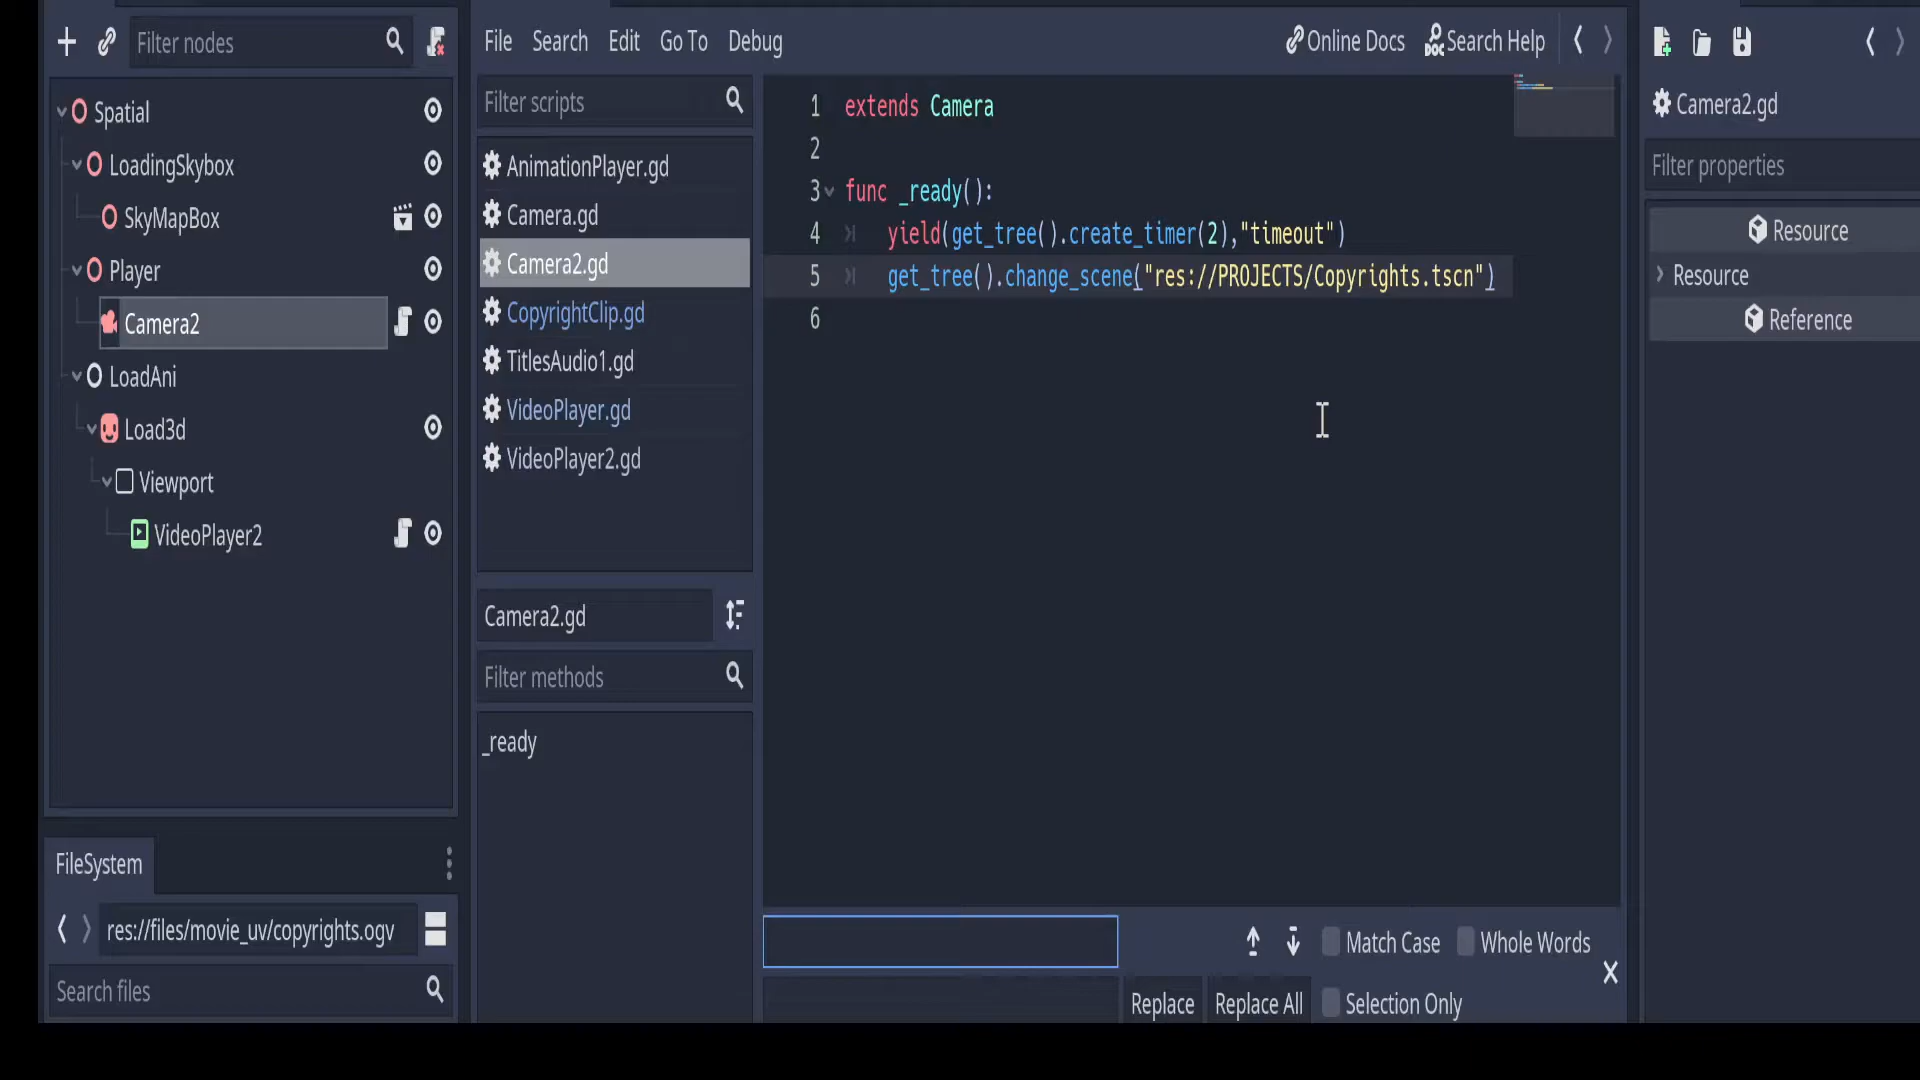 Filter nodes
Spatial
LoadingSkybox
SkyMapBox
Player
Camera2
LoadAni
Load3d
Viewport
VideoPlayer2
FileSystem
res://files/movie_uv/copyrights.ogv
Search files
File Search Edit Go To Debug
Online Docs
DOC Search Help
Filter scripts
AnimationPlayer.gd
Camera.gd
Camera2.gd
CopyrightClip.gd
TitlesAudio1.gd
VideoPlayer.gd
VideoPlayer2.gd
Camera2.gd
Filter methods
_ready
1 extends Camera
2
3 func _ready():
4 yield(get_tree().create_timer(2),"timeout")
5 get_tree().change_scene("res://PROJECTS/Copyrights.tscn")
6
Match Case
Whole Words
Replace
Replace All
Selection Only
Camera2.gd
Filter properties
Resource
Resource
Reference